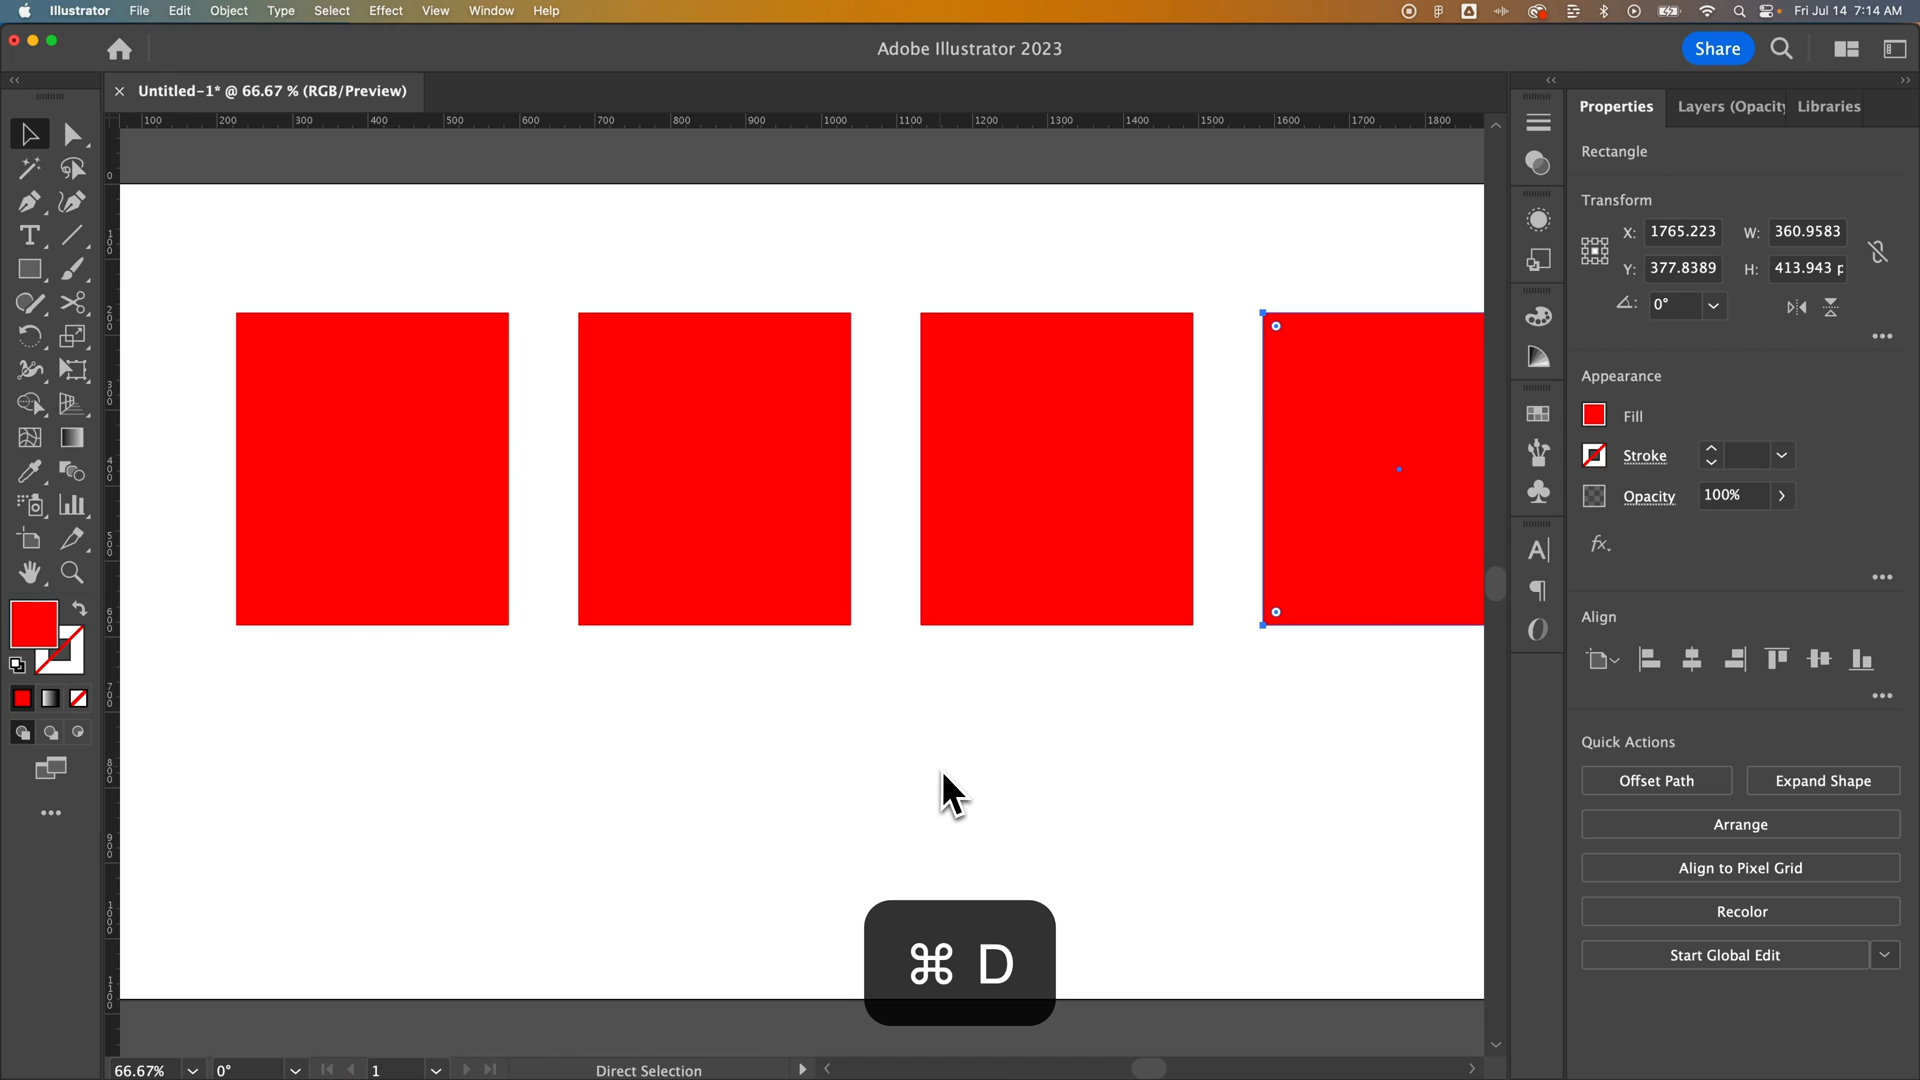 Illustrator File Edit Object Type Select Effect View Window Help
Fri Jul 14 7:14 AM
Adobe Illustrator 2023
Share
Untitled-1* @ 66.67 % (RGB/Preview)
100 200 300 400 500 600 700 800 900 1000 1100 1200 1300 1400 1500 1600 1700 1800
0
100
200
300
400
500
600
700
800
900
1000
1100
Properties Layers (Opacity Libraries
Rectangle
Transform
X: 1765.223 W: 360.9583
Y: 377.8389 H: 413.943 p
0°
Appearance
Fill
Stroke
Opacity 100%
fx
Align
Quick Actions
Offset Path Expand Shape
Arrange
Align to Pixel Grid
Recolor
Start Global Edit
⌘ D
66.67% 0° 1 Direct Selection